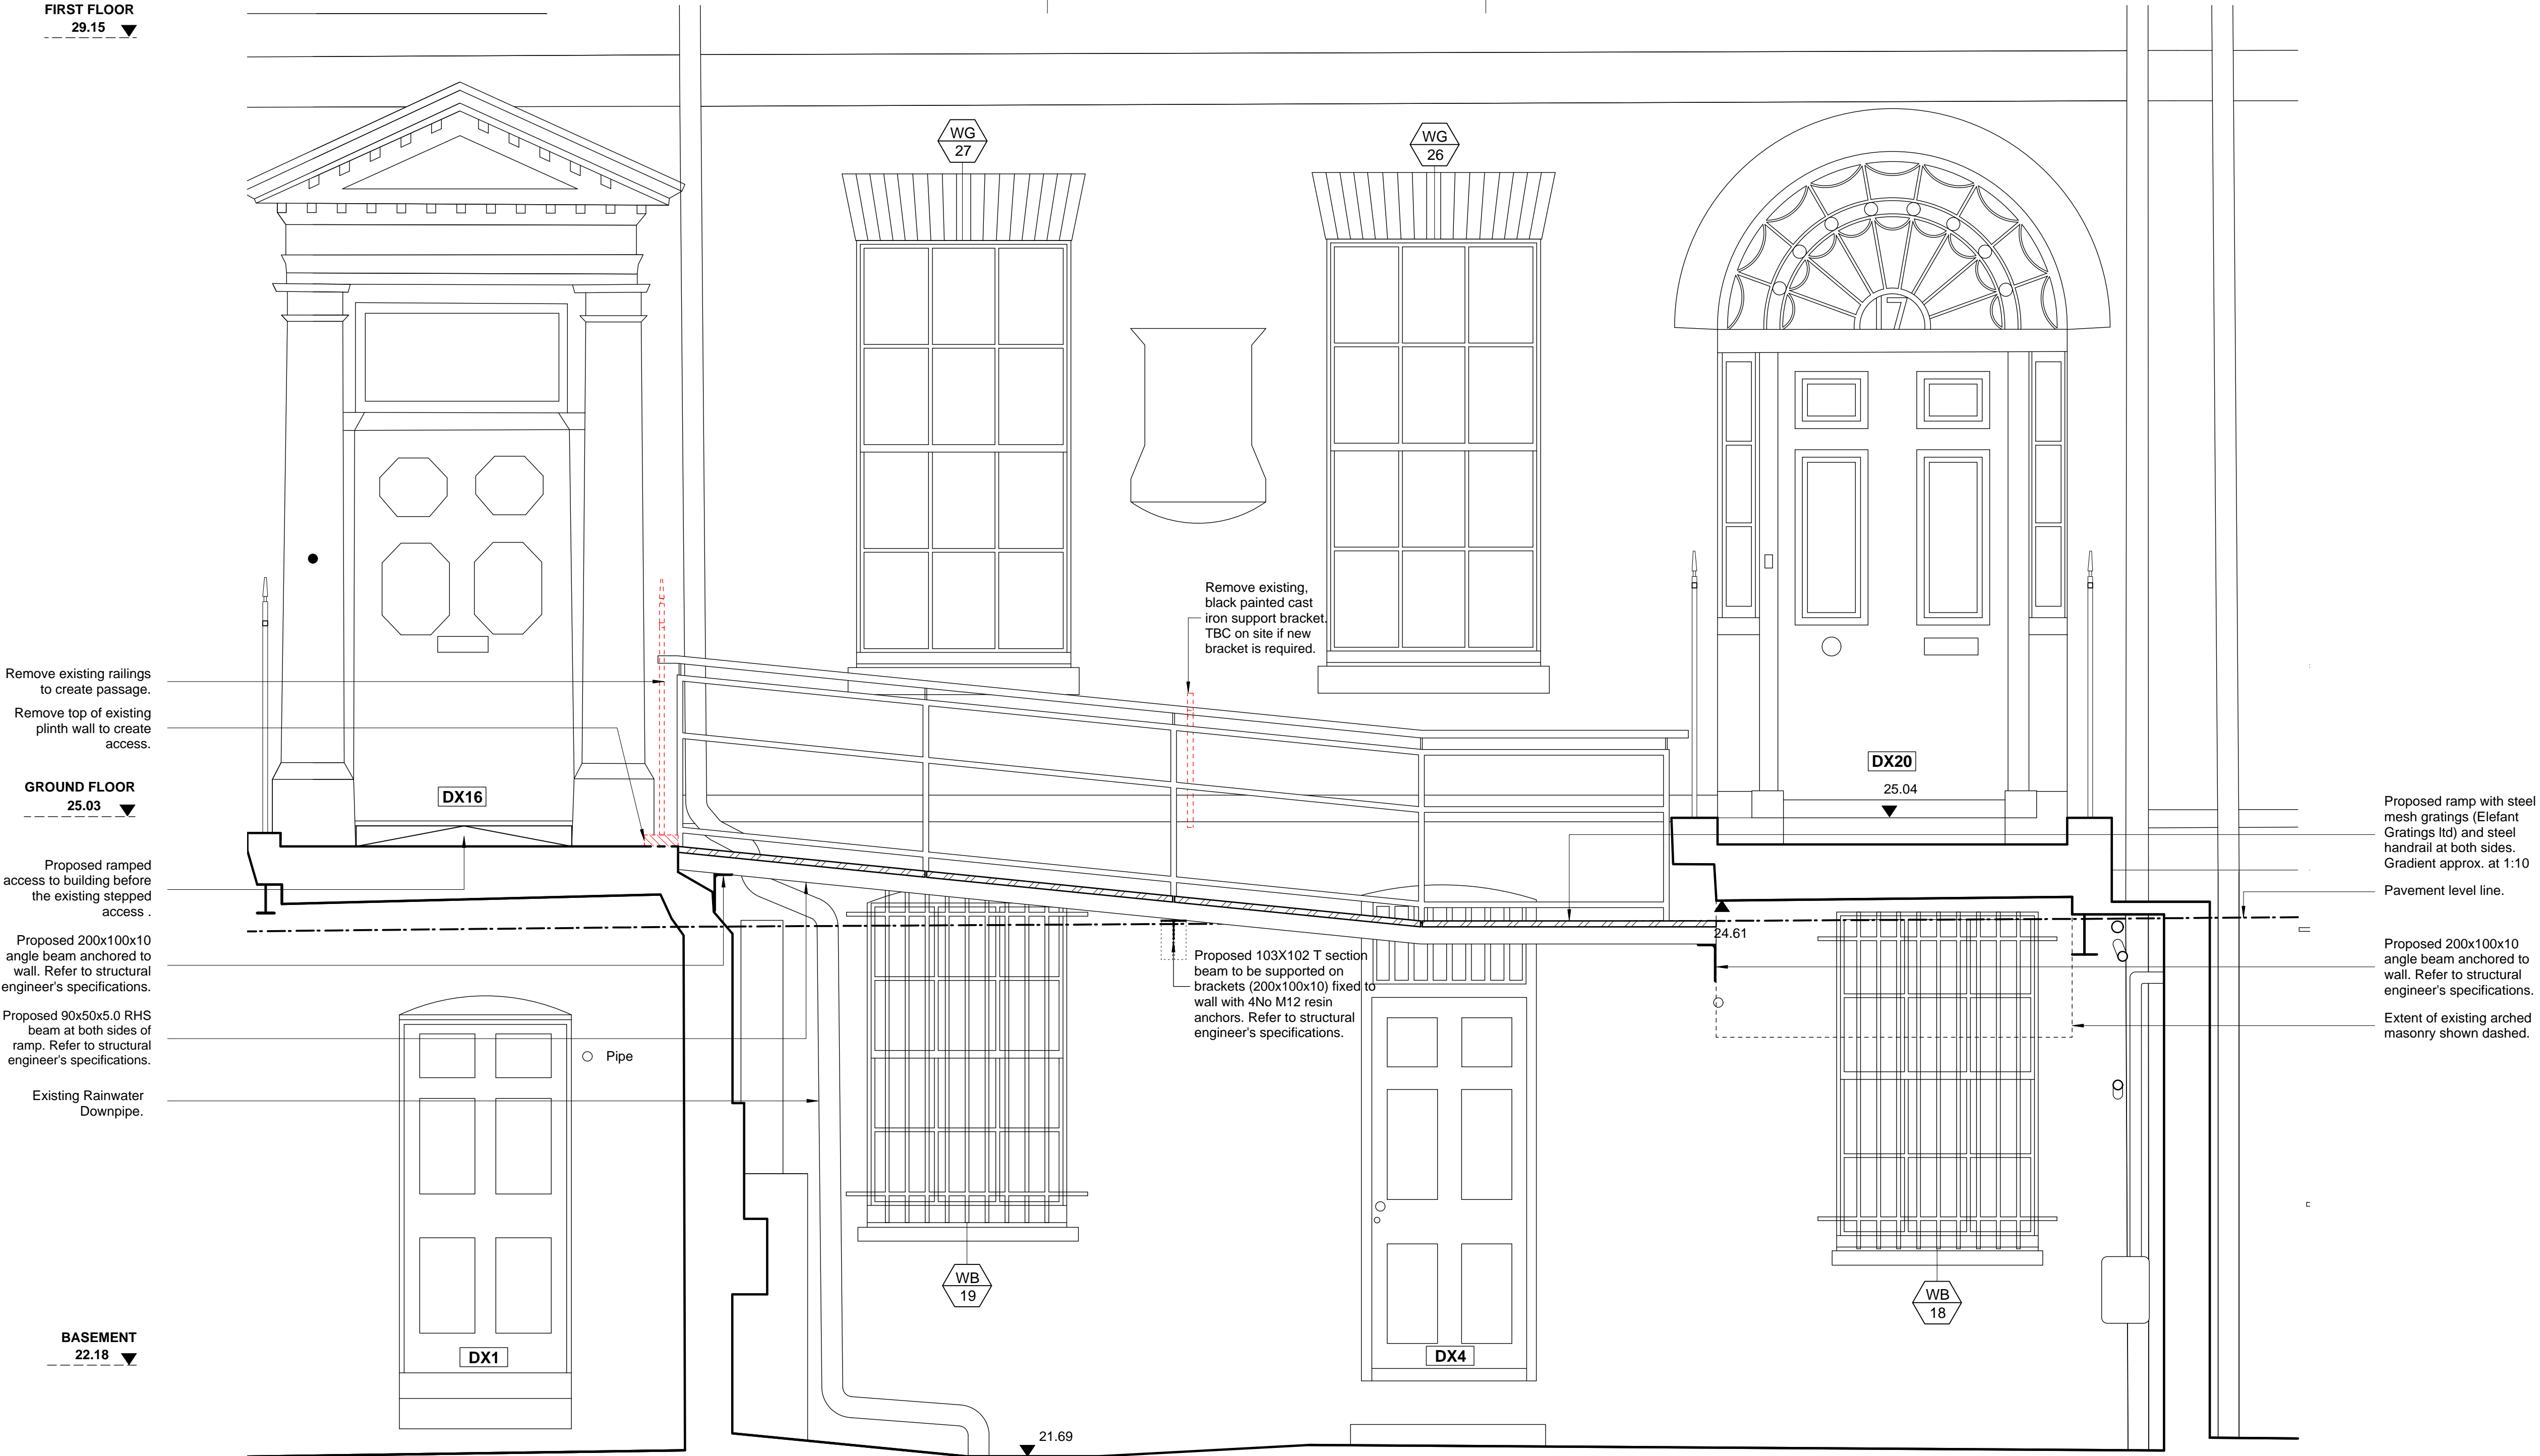 FIRST FLOOR
29.15
WG
27
WG
26
17
Remove existing,
black painted cast
iron support bracket.
TBC on site if new
bracket is required.
Remove existing railings
to create passage.
Remove top of existing
plinth wall to create
access.
GROUND FLOOR
25.03
DX16
DX20
25.04
Proposed ramped
access to building before
the existing stepped
access .
Proposed 200x100x10
angle beam anchored to
wall. Refer to structural
engineer's specifications.
Proposed 90x50x5.0 RHS
beam at both sides of
ramp. Refer to structural
engineer's specifications.
Existing Rainwater
Downpipe.
Pipe
Proposed 103X102 T section
beam to be supported on
brackets (200x100x10) fixed to
wall with 4No M12 resin
anchors. Refer to structural
engineer's specifications.
24.61
Proposed ramp with steel
mesh gratings (Elefant
Gratings ltd) and steel
handrail at both sides.
Gradient approx. at 1:10
Pavement level line.
Proposed 200x100x10
angle beam anchored to
wall. Refer to structural
engineer's specifications.
Extent of existing arched
masonry shown dashed.
WB
19
WB
18
BASEMENT
22.18
DX1
DX4
21.69